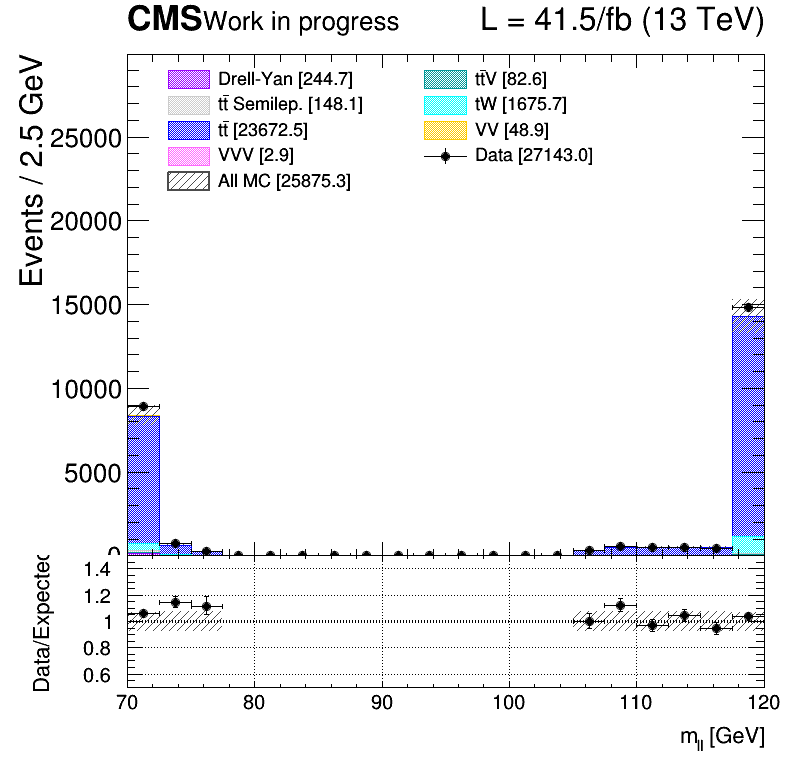 CMS Work in progress L = 41.5/fb (13 TeV)
Events / 2.5 GeV
Drell-Yan [244.7]
tt̄ Semilep. [148.1]
tt̄ [23672.5]
VVV [2.9]
All MC [25875.3]
tt̄V [82.6]
tW [1675.7]
VV [48.9]
Data [27143.0]
25000
20000
15000
10000
5000
0
Data/Expected
1.4
1.2
1
0.8
0.6
70 80 90 100 110 120
m_ll [GeV]